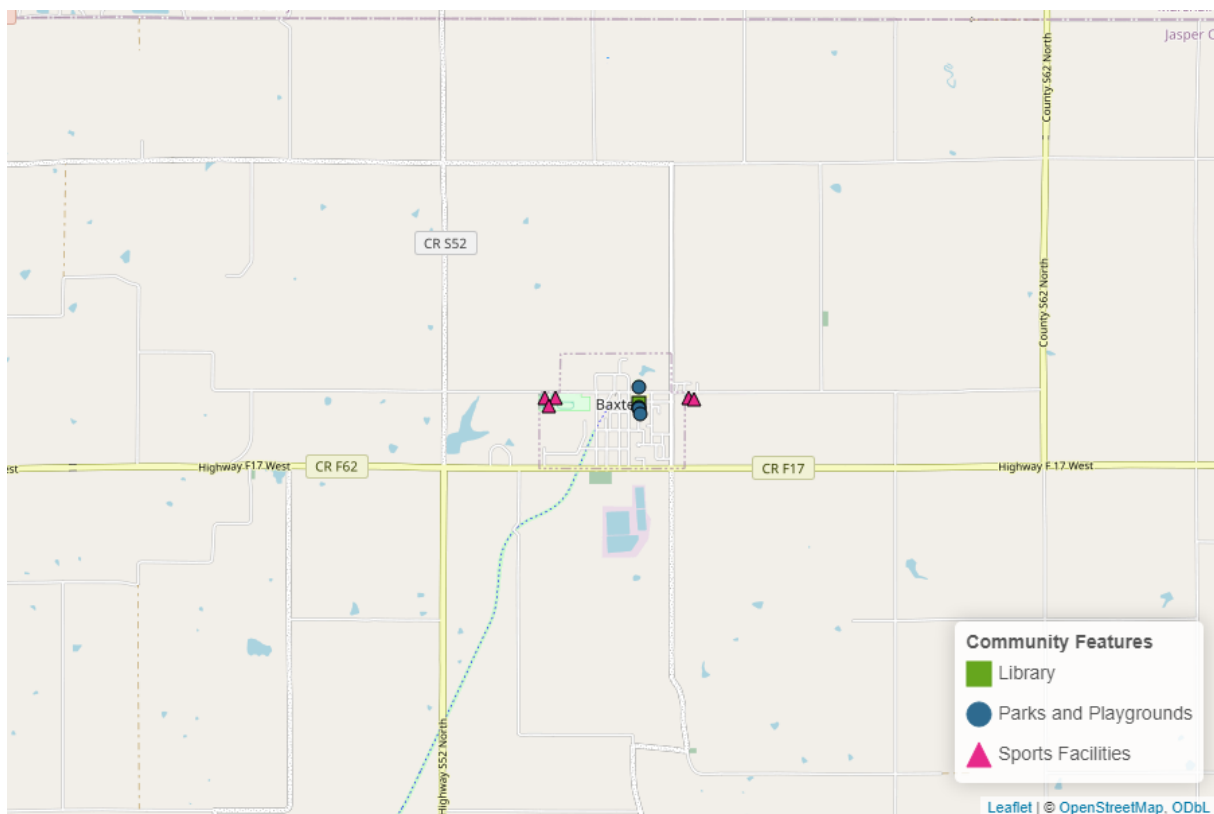 Jasper C
County S62 North
CR S52
County S62 North
Baxte
Highway F17 West
CR F62
CR F17
Highway F 17 West
Highway S52 North
Community Features
Library
Parks and Playgrounds
Sports Facilities
Leaflet | © OpenStreetMap, ODbL